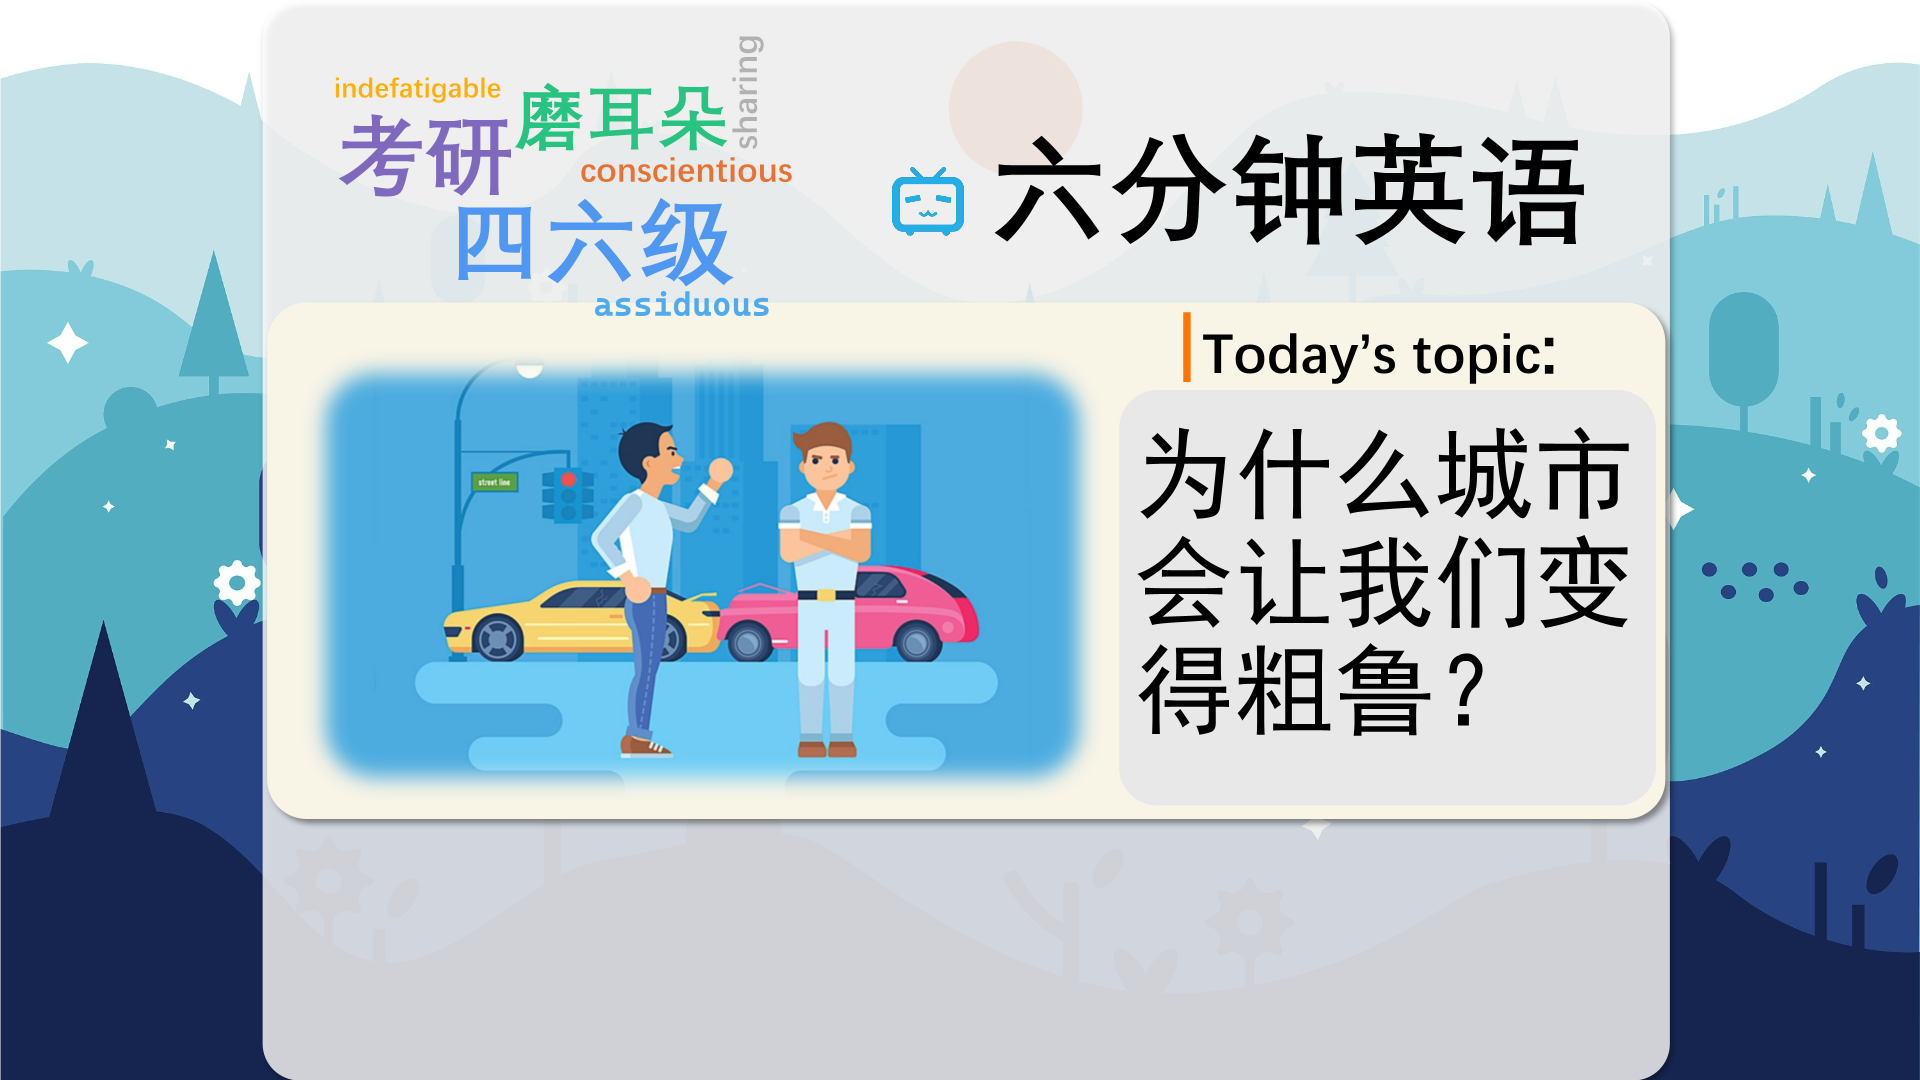 indefatigable
磨耳朵
sharing
考研
conscientious
四六级
assiduous
六分钟英语
Today’s topic:
为什么城市
会让我们变
得粗鲁？
street line